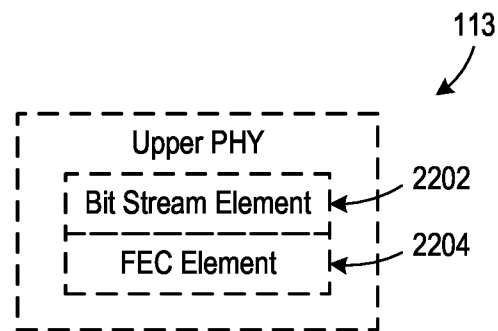 113
Upper PHY
Bit Stream Element
2202
FEC Element
2204